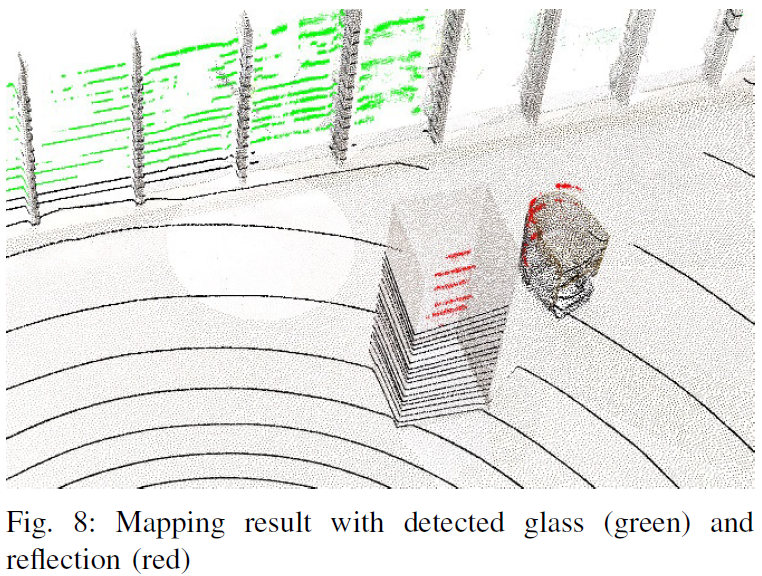 Fig. 8: Mapping result with detected glass (green) and
reflection (red)